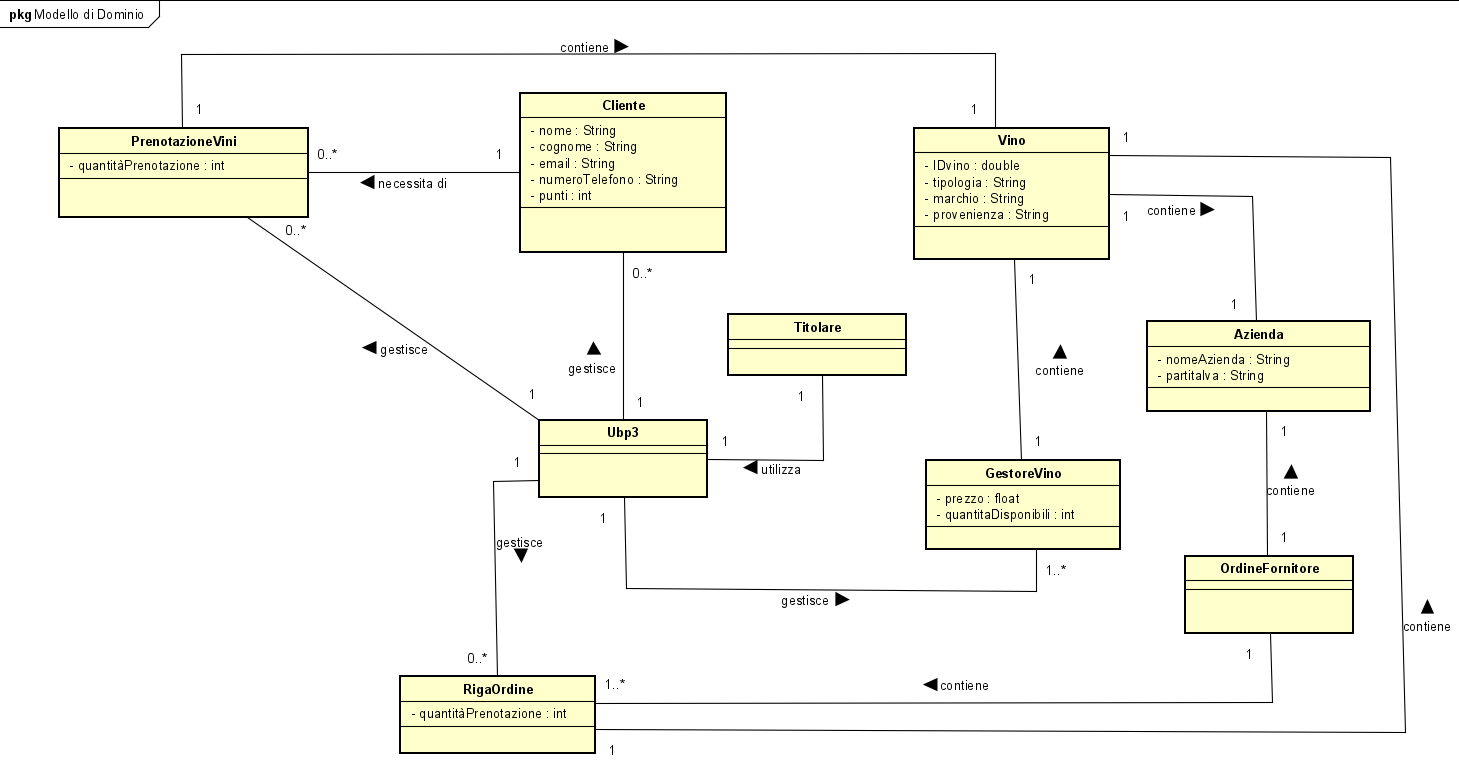 pkg Modello di Dominio
contiene
1
1
PrenotazioneVini
- quantitàPrenotazione : int
0..*
1
necessita di
0..*
Cliente
- nome : String
- cognome : String
- email : String
- numeroTelefono : String
- punti : int
0..*
Vino
- IDvino : double
- tipologia : String
- marchio : String
- provenienza : String
1
1
contiene
1
1
contiene
1
Azienda
- nomeAzienda : String
- partitaIva : String
1
contiene
1
gestisce
1
gestisce
1
Titolare
1
1
utilizza
Ubp3
1
1
gestisce
GestoreVino
- prezzo : float
- quantitaDisponibili : int
1..*
gestisce
OrdineFornitore
1
contiene
contiene
0..*
1..*
RigaOrdine
- quantitàPrenotazione : int
1